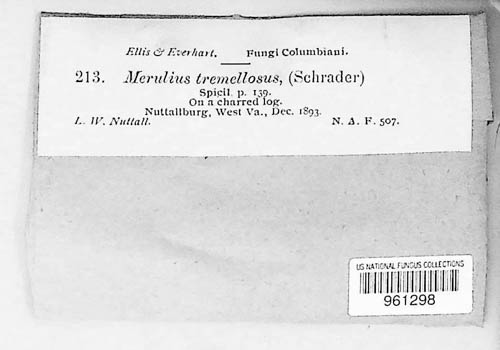 Ellis & Everhart. Fungi Columbiani.
213. Merulius tremellosus, (Schrader)
Spicil. p. 139.
On a charred log.
Nuttallburg, West Va., Dec. 1893.
L. W. Nuttall. N. A. F. 507.
US NATIONAL FUNGUS COLLECTIONS
961298